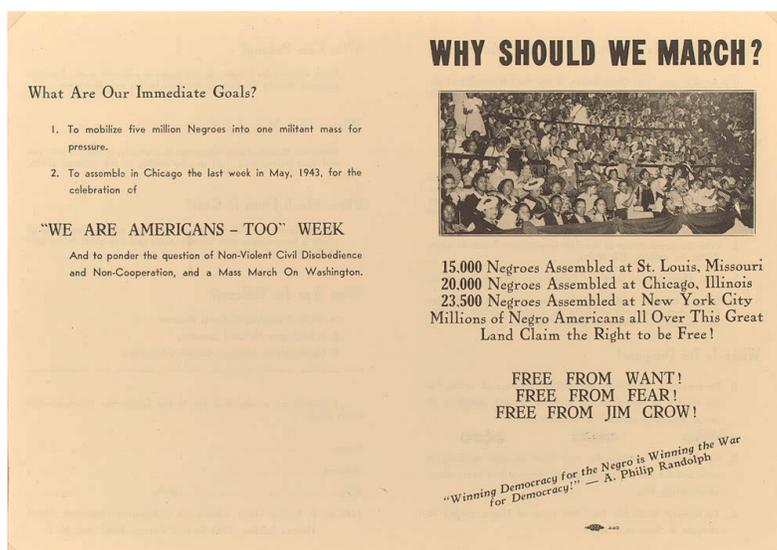 What Are Our Immediate Goals?
1. To mobilize five million Negroes into one militant mass for
pressure.
2. To assemble in Chicago the last week in May, 1943, for the
celebration of
"WE ARE AMERICANS – TOO" WEEK
And to ponder the question of Non-Violent Civil Disobedience
and Non-Cooperation, and a Mass March On Washington.
WHY SHOULD WE MARCH?
15,000 Negroes Assembled at St. Louis, Missouri
20,000 Negroes Assembled at Chicago, Illinois
23,500 Negroes Assembled at New York City
Millions of Negro Americans all Over This Great
Land Claim the Right to be Free!
FREE FROM WANT!
FREE FROM FEAR!
FREE FROM JIM CROW!
"Winning Democracy for the Negro is Winning the War
for Democracy!" — A. Philip Randolph